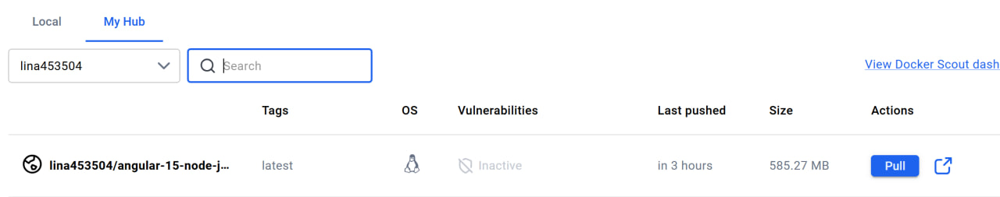 Local My Hub
lina453504 Search View Docker Scout dash
Tags OS Vulnerabilities Last pushed Size Actions
lina453504/angular-15-node-j... latest Inactive in 3 hours 585.27 MB Pull